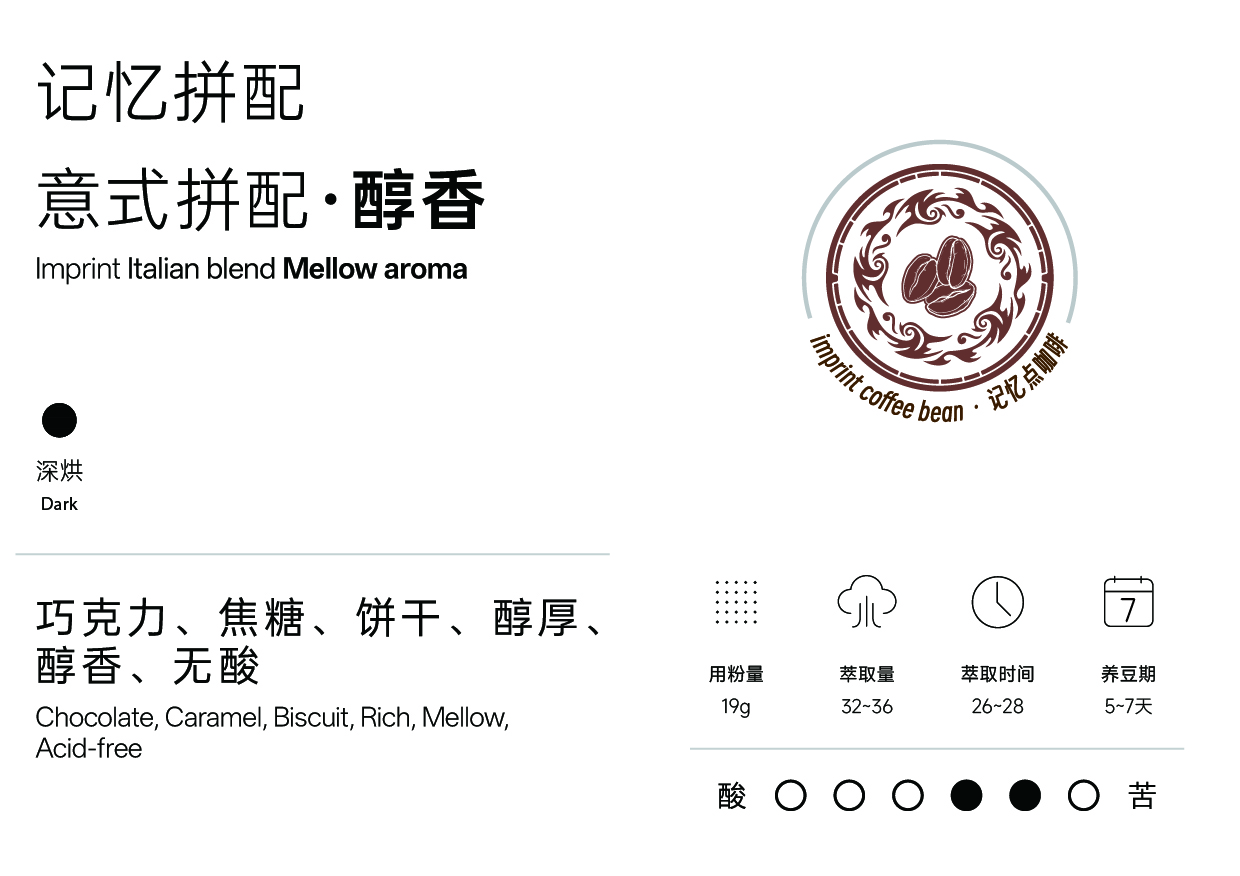 记忆拼配
意式拼配·醇香
Imprint Italian blend Mellow aroma
深烘
Dark
巧克力、焦糖、饼干、醇厚、
醇香、无酸
Chocolate, Caramel, Biscuit, Rich, Mellow,
Acid-free
imprint coffee bean · 记忆点咖啡
7
用粉量 萃取量 萃取时间 养豆期
19g 32~36 26~28 5~7天
酸 苦